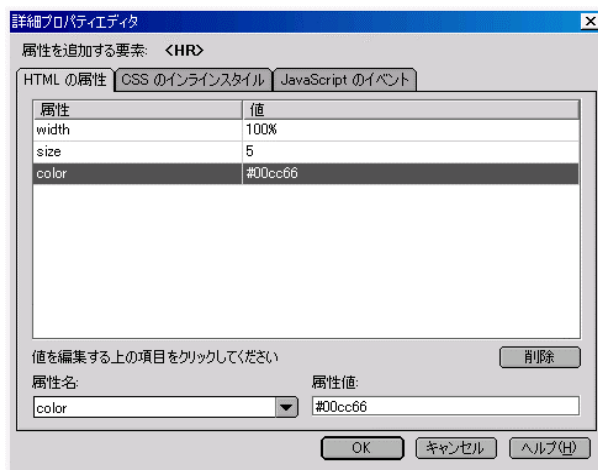 詳細プロパティエディタ
属性を追加する要素: <HR>
HTML の属性 CSS のインラインスタイル JavaScript のイベント
属性 値
width 100%
size 5
color #00cc66
値を編集する上の項目をクリックしてください 削除
属性名: 属性値:
color #00cc66
OK キャンセル ヘルプ(H)